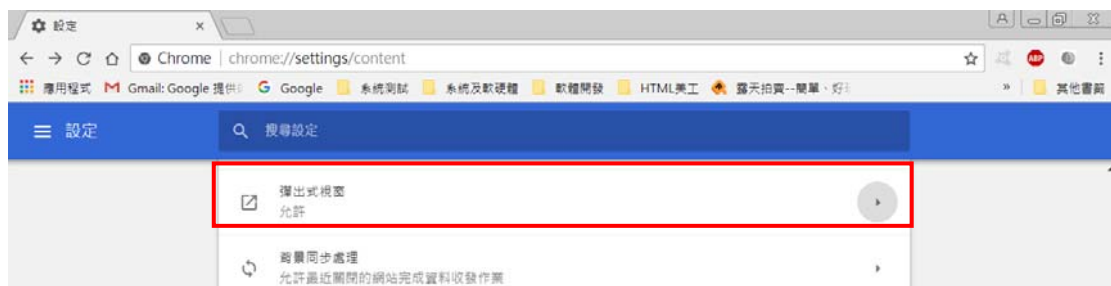 設定
A
Chrome | chrome://settings/content
ABP
應用程式 Gmail: Google 提供 Google 系統測試 系統及軟硬體 軟體開發 HTML美工 露天拍賣--簡單、好 » 其他書籤
設定 搜尋設定
彈出式視窗
允許
背景同步處理
允許最近關閉的網站完成資料收發作業